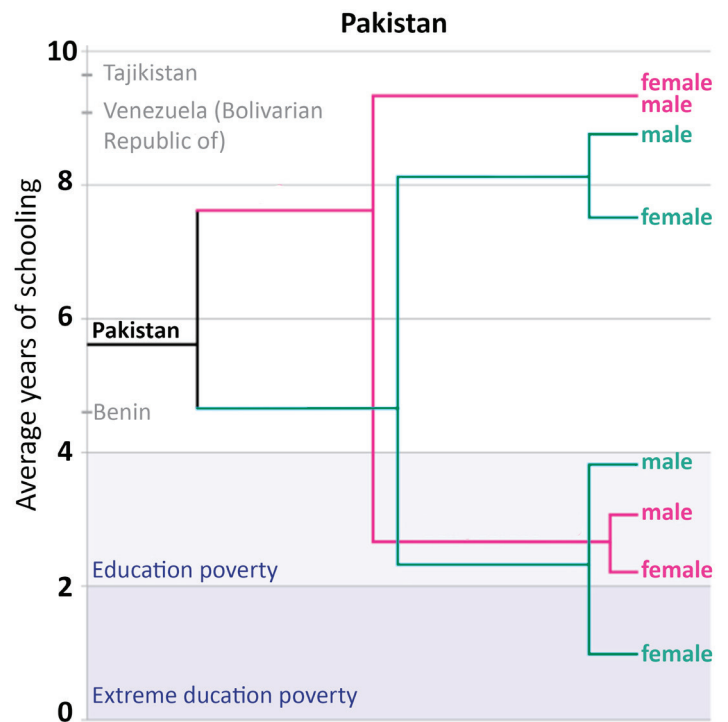 Pakistan
Average years of schooling
10
8
6
4
2
0
Tajikistan
Venezuela (Bolivarian
Republic of)
Pakistan
Benin
Education poverty
Extreme ducation poverty
female
male
male
female
male
male
female
female